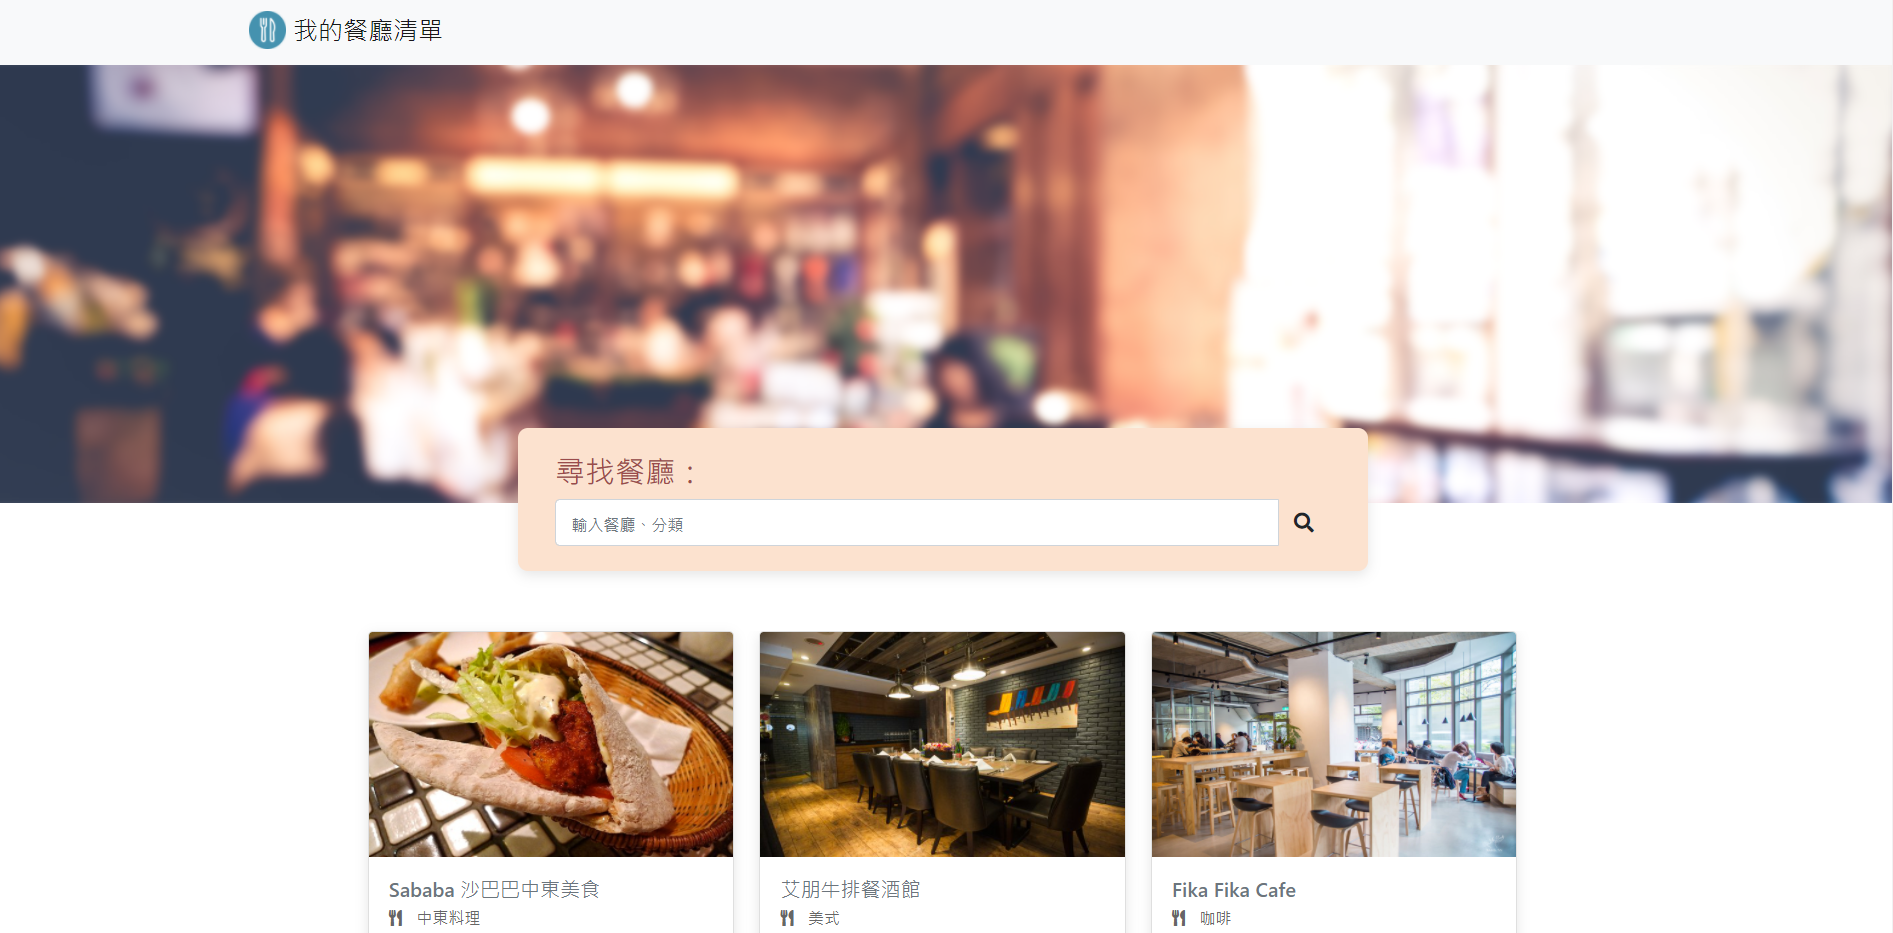 我的餐廳清單
尋找餐廳：
輸入餐廳、分類
Sababa 沙巴巴中東美食
中東料理
艾朋牛排餐酒館
美式
Fika Fika Cafe
咖啡